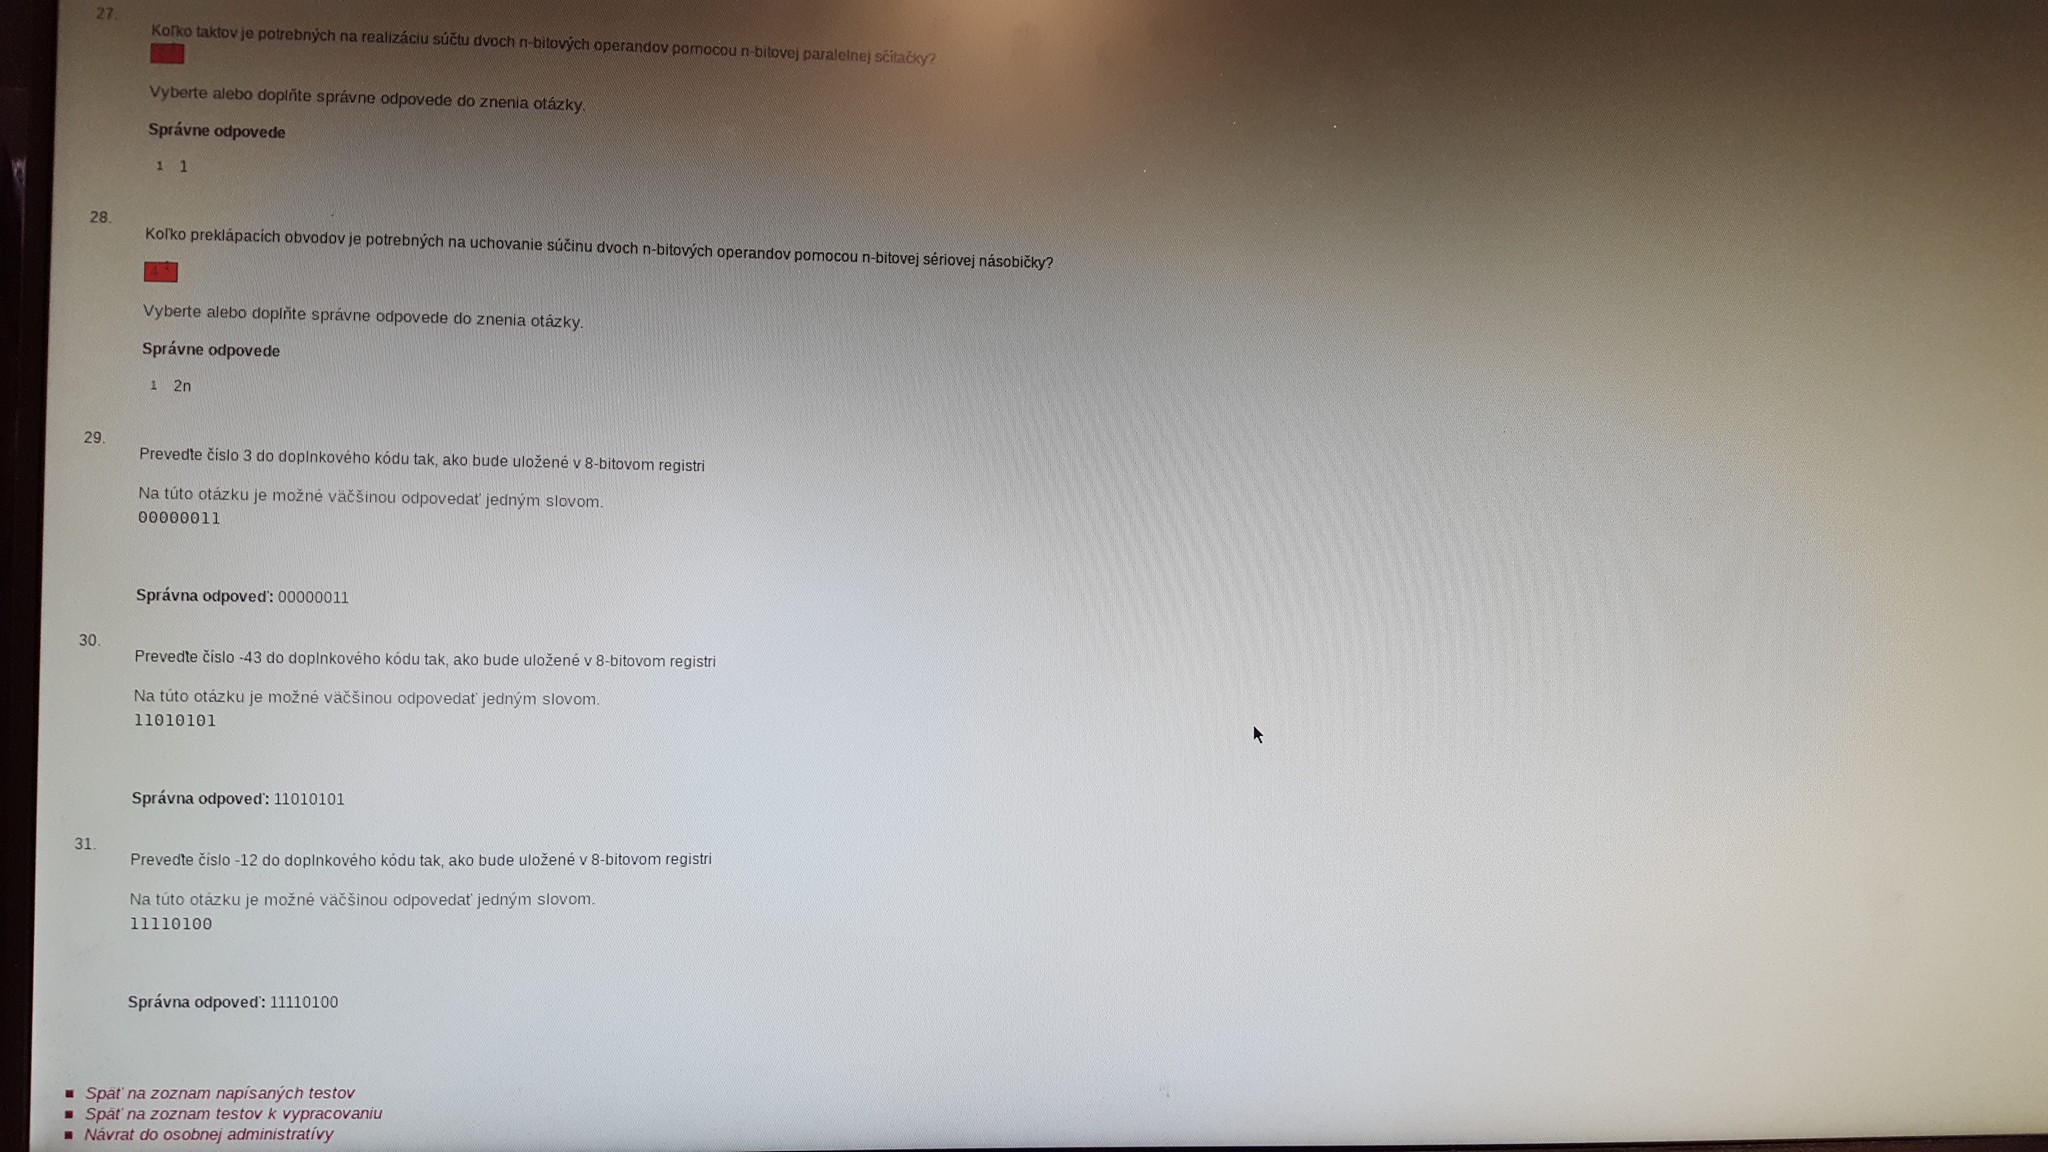 27.
Koľko taktov je potrebných na realizáciu súčtu dvoch n-bitových operandov pomocou n-bitovej paralelnej sčítačky?
Vyberte alebo doplňte správne odpovede do znenia otázky.
Správne odpovede
1 1
28.
Koľko preklápacích obvodov je potrebných na uchovanie súčinu dvoch n-bitových operandov pomocou n-bitovej sériovej násobičky?
Vyberte alebo doplňte správne odpovede do znenia otázky.
Správne odpovede
1 2n
29.
Preveďte číslo 3 do doplnkového kódu tak, ako bude uložené v 8-bitovom registri
Na túto otázku je možné väčšinou odpovedať jedným slovom.
00000011
Správna odpoveď: 00000011
30.
Preveďte číslo -43 do doplnkového kódu tak, ako bude uložené v 8-bitovom registri
Na túto otázku je možné väčšinou odpovedať jedným slovom.
11010101
Správna odpoveď: 11010101
31.
Preveďte číslo -12 do doplnkového kódu tak, ako bude uložené v 8-bitovom registri
Na túto otázku je možné väčšinou odpovedať jedným slovom.
11110100
Správna odpoveď: 11110100
Späť na zoznam napísaných testov
Späť na zoznam testov k vypracovaniu
Návrat do osobnej administratívy